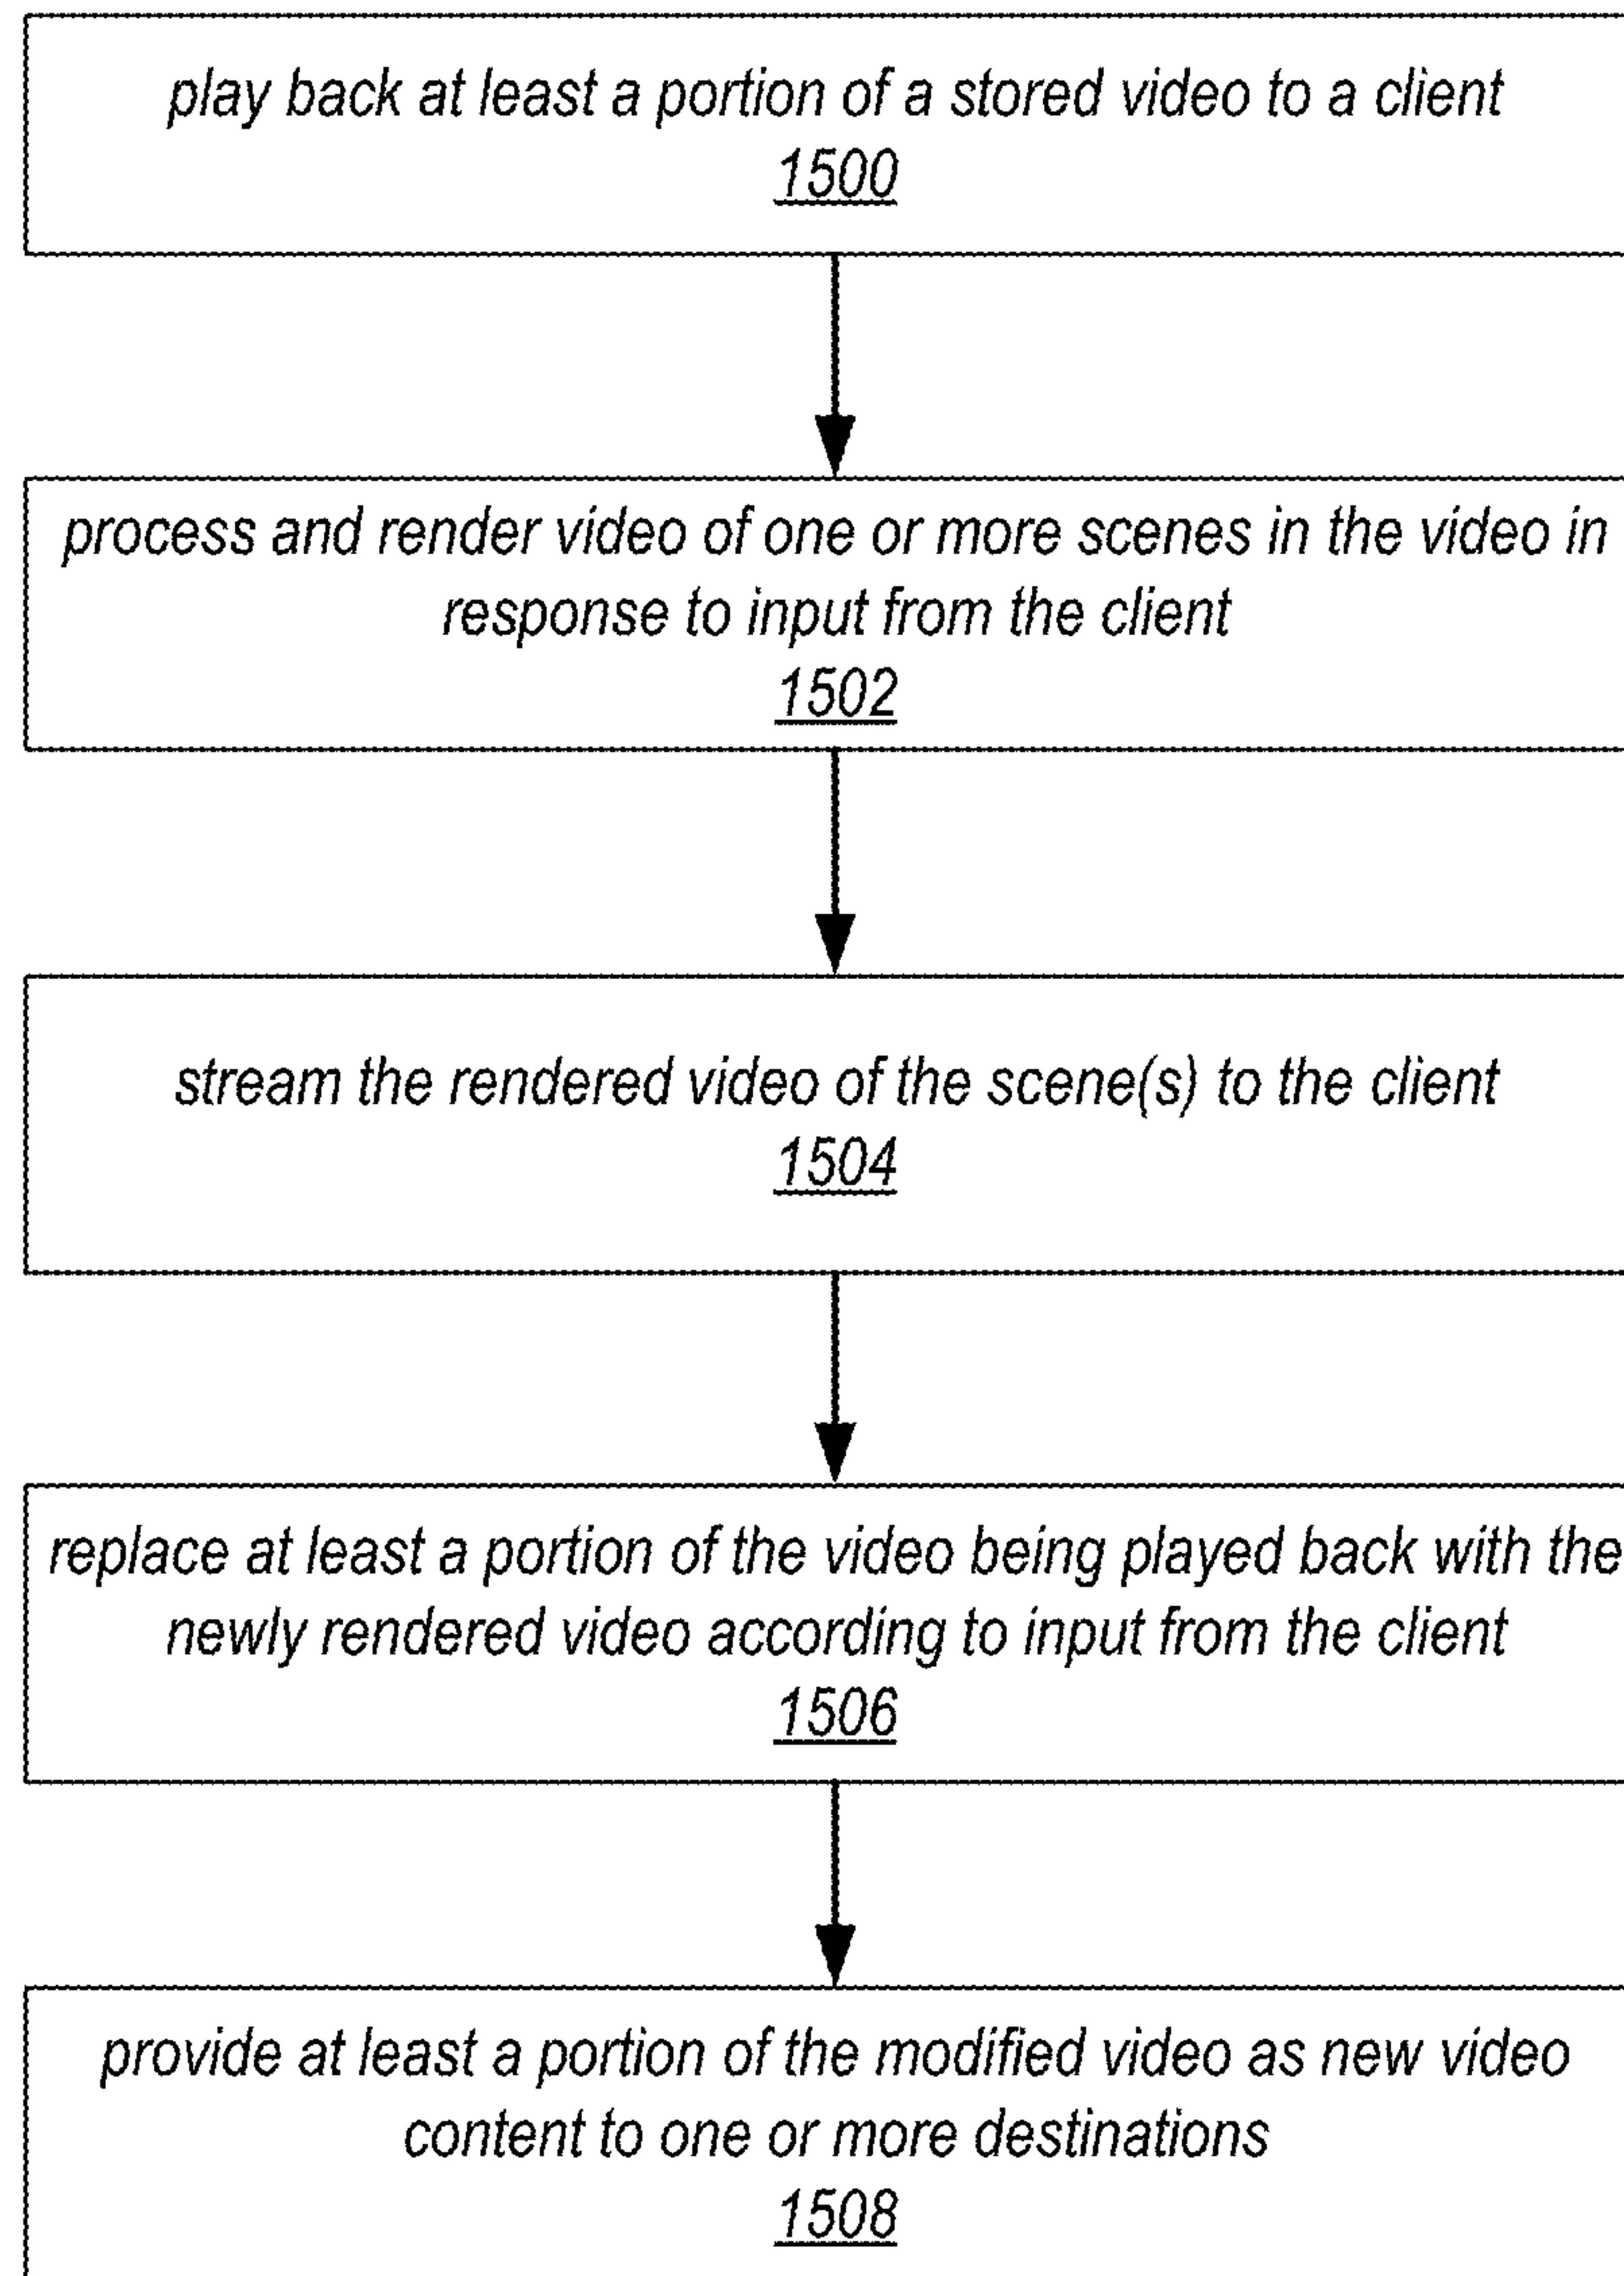 play back at least a portion of a stored video to a client
1500
process and render video of one or more scenes in the video in
response to input from the client
1502
stream the rendered video of the scene(s) to the client
1504
replace at least a portion of the video being played back with the
newly rendered video according to input from the client
1506
provide at least a portion of the modified video as new video
content to one or more destinations
1508